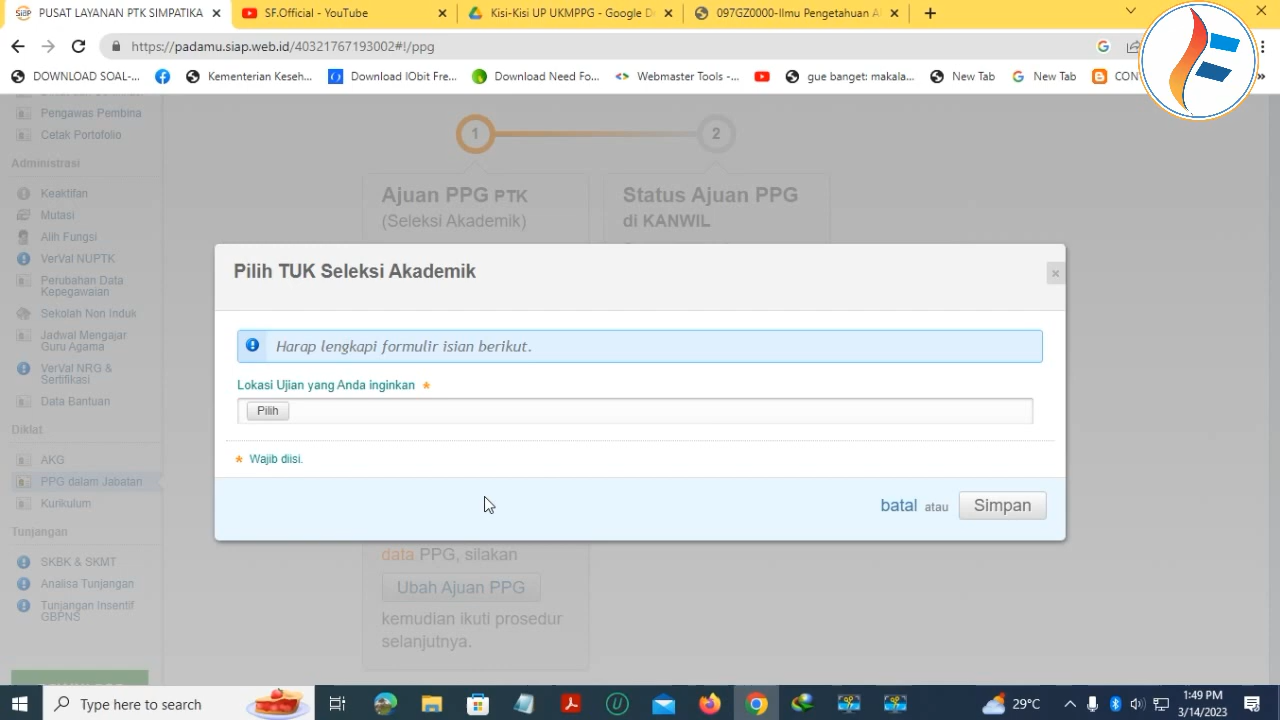 PUSAT LAYANAN PTK SIMPATIKA
SF.Official - YouTube
Kisi-Kisi UP UKMPPG - Google D
097GZ0000-Ilmu Pengetahuan A
https://padamu.siap.web.id/40321767193002#!/ppg
DOWNLOAD SOAL-...
Kementerian Keseh...
Download IObit Fre...
Download Need Fo...
Webmaster Tools -...
gue banget: makala...
New Tab
New Tab
CON
Pengawas Pembina
Cetak Portofolio
Administrasi
Keaktifan
Mutasi
Alih Fungsi
VerVal NUPTK
Perubahan Data
Kepegawaian
Sekolah Non Induk
Jadwal Mengajar
Guru Agama
VerVal NRG &
Sertifikasi
Data Bantuan
Diklat
AKG
PPG dalam Jabatan
Kurikulum
Tunjangan
SKBK & SKMT
Analisa Tunjangan
Tunjangan Insentif
GBPNS
1
2
Ajuan PPG PTK
(Seleksi Akademik)
Status Ajuan PPG
di KANWIL
Pilih TUK Seleksi Akademik
Harap lengkapi formulir isian berikut.
Lokasi Ujian yang Anda inginkan *
Pilih
* Wajib diisi.
batal atau Simpan
data PPG, silakan
Ubah Ajuan PPG
kemudian ikuti prosedur
selanjutnya.
Type here to search
29°C
1:49 PM
3/14/2023